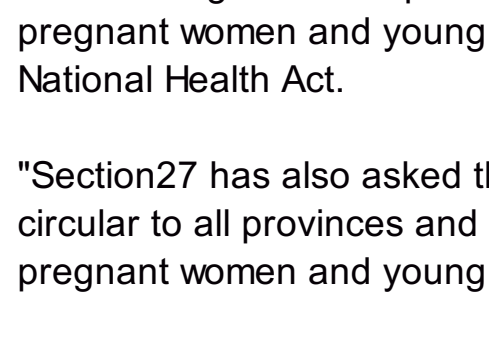 pregnant women and young
National Health Act.
"Section27 has also asked
circular to all provinces and
pregnant women and young